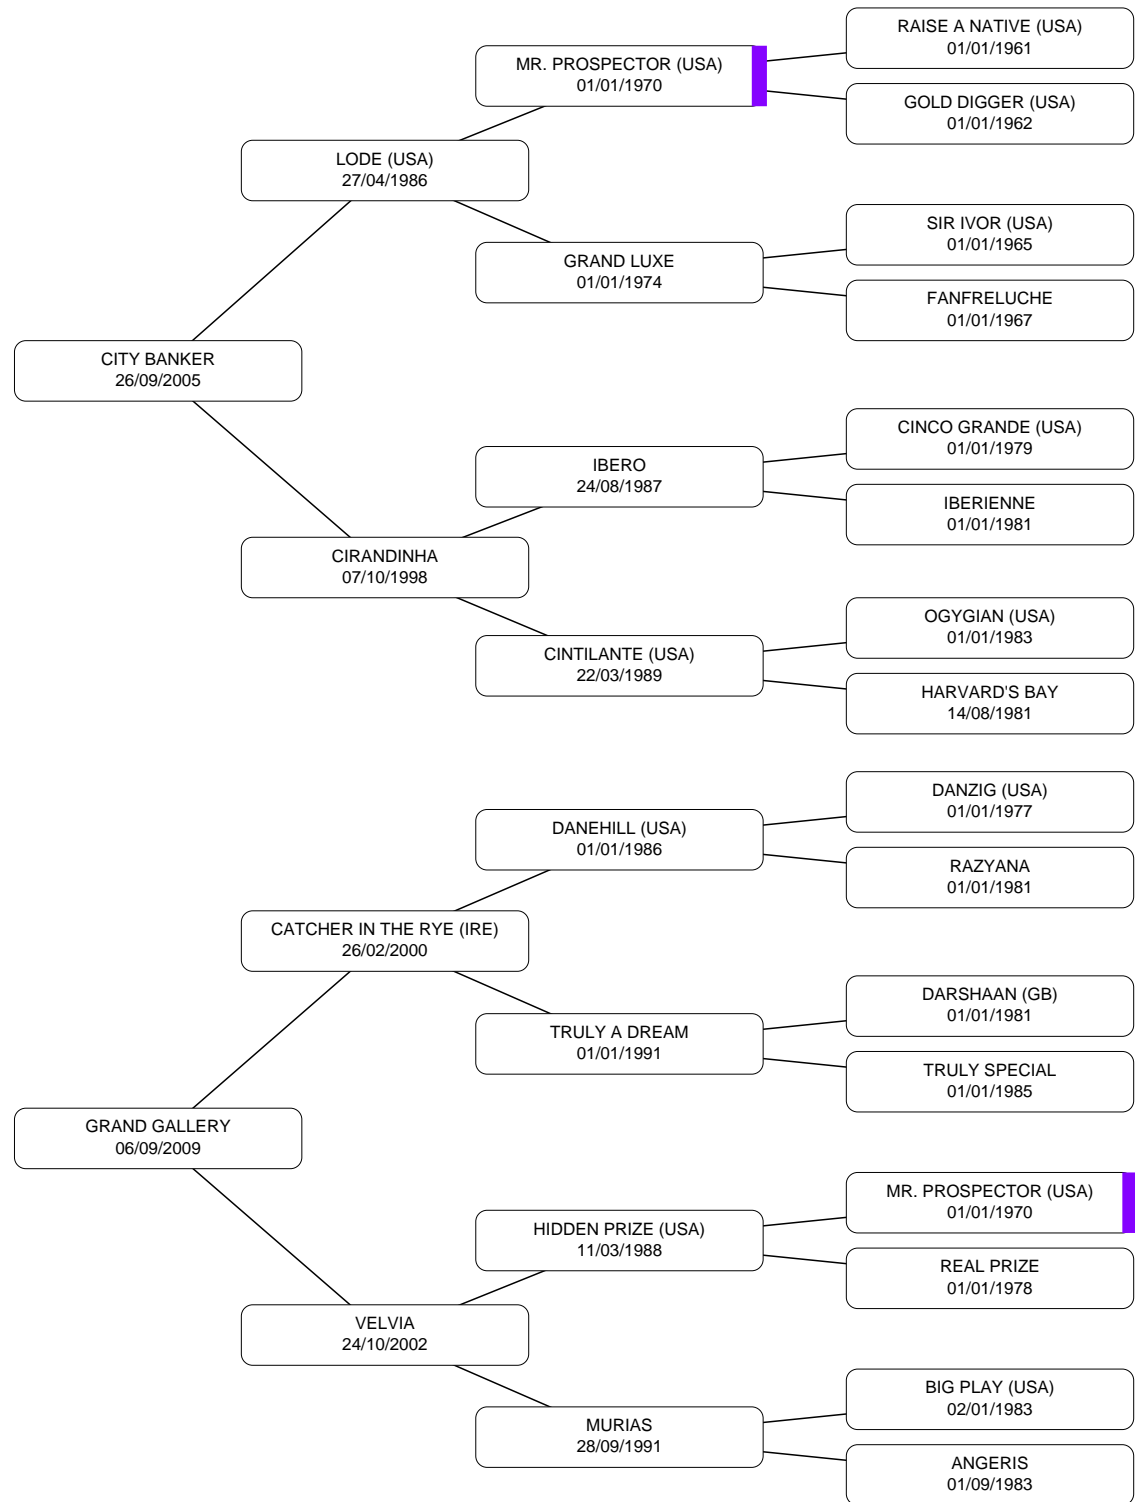 RAISE A NATIVE (USA)
01/01/1961
MR. PROSPECTOR (USA)
01/01/1970
GOLD DIGGER (USA)
01/01/1962
LODE (USA)
27/04/1986
SIR IVOR (USA)
01/01/1965
GRAND LUXE
01/01/1974
FANFRELUCHE
01/01/1967
CITY BANKER
26/09/2005
CINCO GRANDE (USA)
01/01/1979
IBERO
24/08/1987
IBERIENNE
01/01/1981
CIRANDINHA
07/10/1998
OGYGIAN (USA)
01/01/1983
CINTILANTE (USA)
22/03/1989
HARVARD'S BAY
14/08/1981
DANZIG (USA)
01/01/1977
DANEHILL (USA)
01/01/1986
RAZYANA
01/01/1981
CATCHER IN THE RYE (IRE)
26/02/2000
DARSHAAN (GB)
01/01/1981
TRULY A DREAM
01/01/1991
TRULY SPECIAL
01/01/1985
GRAND GALLERY
06/09/2009
MR. PROSPECTOR (USA)
01/01/1970
HIDDEN PRIZE (USA)
11/03/1988
REAL PRIZE
01/01/1978
VELVIA
24/10/2002
BIG PLAY (USA)
02/01/1983
MURIAS
28/09/1991
ANGERIS
01/09/1983